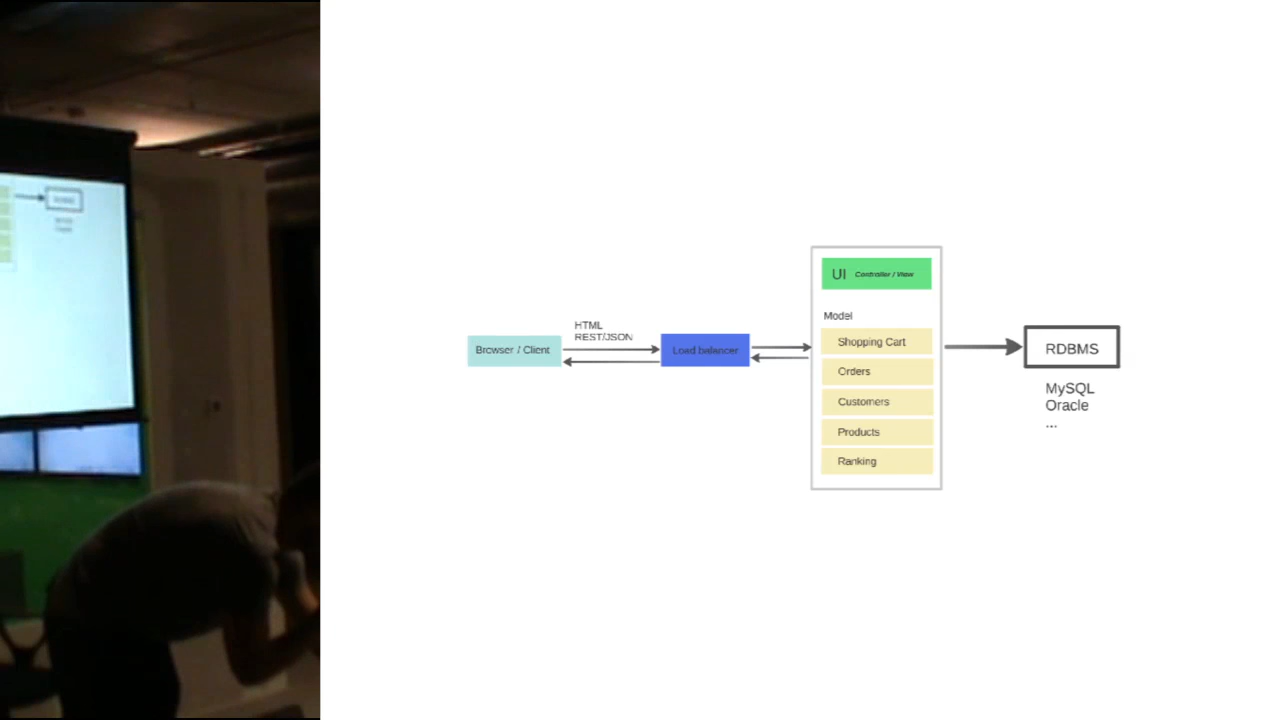 HTML
REST/JSON
Browser / Client
Load balancer
UI Controller / View
Model
Shopping Cart
Orders
Customers
Products
Ranking
RDBMS
MySQL
Oracle
...